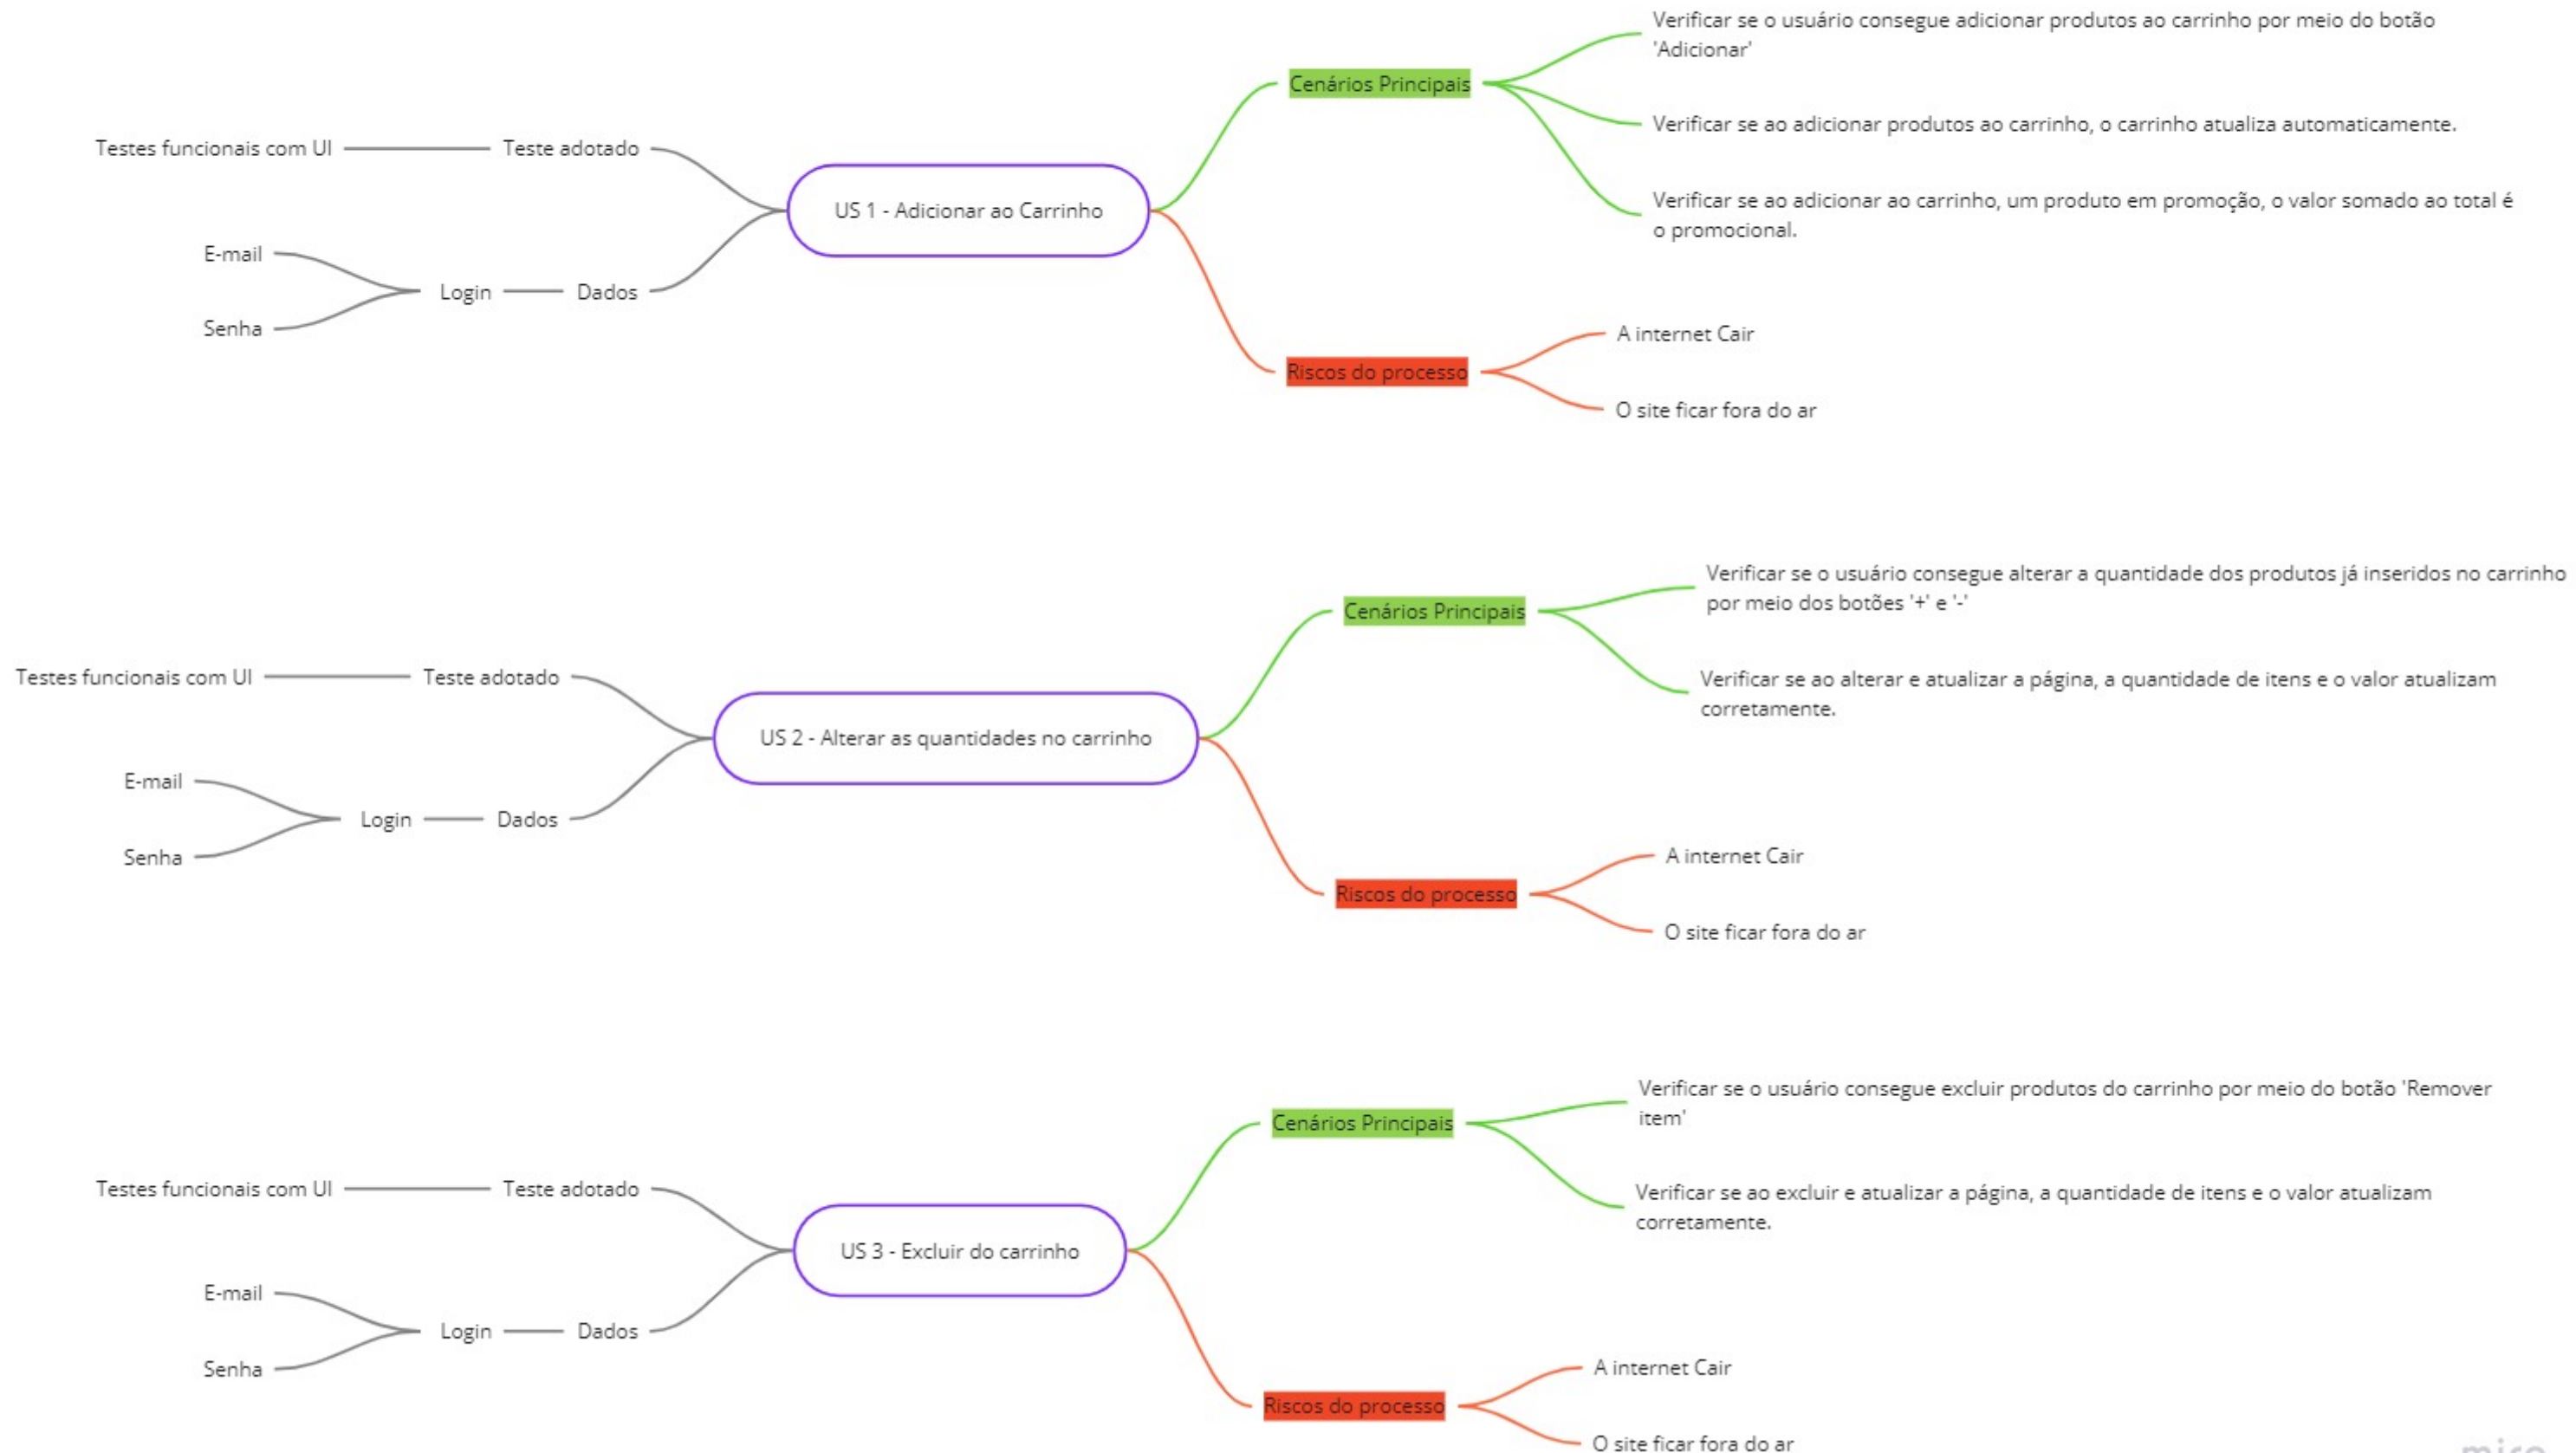 Verificar se o usuário consegue adicionar produtos ao carrinho por meio do botão
'Adicionar'
Cenários Principais
Verificar se ao adicionar produtos ao carrinho, o carrinho atualiza automaticamente.
Testes funcionais com UI
Teste adotado
US 1 - Adicionar ao Carrinho
Verificar se ao adicionar ao carrinho, um produto em promoção, o valor somado ao total é
o promocional.
E-mail
Login
Dados
Senha
A internet Cair
Riscos do processo
O site ficar fora do ar
Verificar se o usuário consegue alterar a quantidade dos produtos já inseridos no carrinho
por meio dos botões '+' e '-'
Cenários Principais
Testes funcionais com UI
Teste adotado
Verificar se ao alterar e atualizar a página, a quantidade de itens e o valor atualizam
corretamente.
US 2 - Alterar as quantidades no carrinho
E-mail
Login
Dados
Senha
A internet Cair
Riscos do processo
O site ficar fora do ar
Verificar se o usuário consegue excluir produtos do carrinho por meio do botão 'Remover
item'
Cenários Principais
Testes funcionais com UI
Teste adotado
Verificar se ao excluir e atualizar a página, a quantidade de itens e o valor atualizam
corretamente.
US 3 - Excluir do carrinho
E-mail
Login
Dados
Senha
A internet Cair
Riscos do processo
O site ficar fora do ar
miro